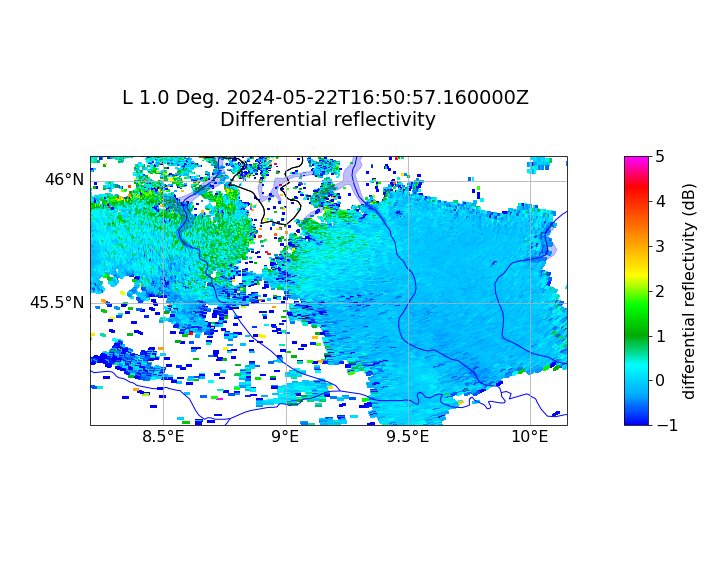 L 1.0 Deg. 2024-05-22T16:50:57.160000Z
Differential reflectivity
46°N
45.5°N
8.5°E
9°E
9.5°E
10°E
5
4
3
2
1
0
−1
differential reflectivity (dB)